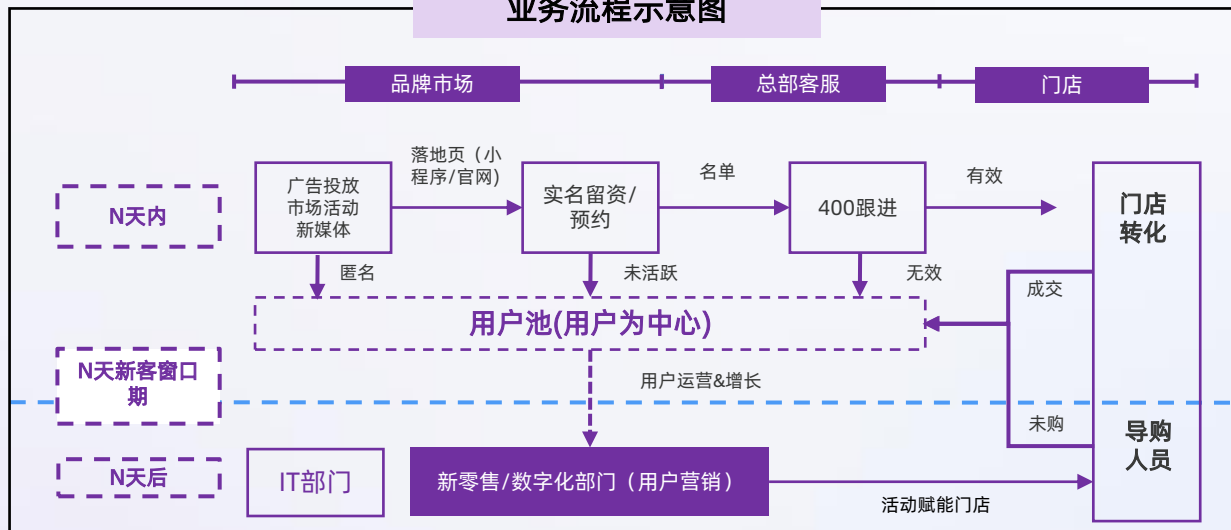 业务流程示意图
品牌市场
总部客服
门店
落地页（小
程序/官网）
名单
有效
广告投放
市场活动
新媒体
实名留资/
预约
400跟进
门店
转化
N天内
匿名
未活跃
无效
成交
用户池(用户为中心)
N天新客窗口
期
用户运营&增长
未购
导购
人员
N天后
IT部门
新零售/数字化部门（用户营销）
活动赋能门店